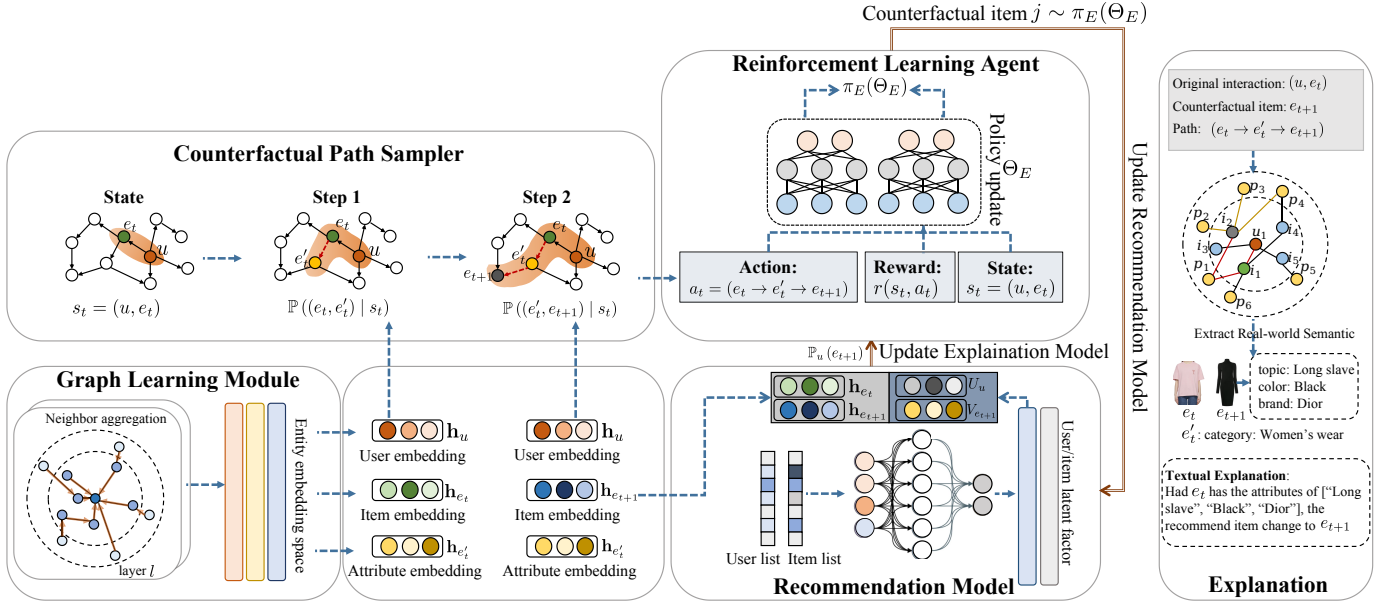 Counterfactual item j ∼ π_E(Θ_E)
Reinforcement Learning Agent
π_E(Θ_E)
Policy update
Θ_E
Action:
a_t = (e_t → e′_t → e_{t+1})
Reward:
r(s_t, a_t)
State:
s_t = (u, e_t)
Counterfactual Path Sampler
State
e_t
u
s_t = (u, e_t)
Step 1
e_t
e′_t
u
ℙ((e_t, e′_t) | s_t)
Step 2
e_t
e′_t
u
e_{t+1}
ℙ((e′_t, e_{t+1}) | s_t)
Graph Learning Module
Neighbor aggregation
layer l
Entity embedding space
h_u
User embedding
h_{e_t}
Item embedding
h_{e′_t}
Attribute embedding
h_u
User embedding
h_{e_{t+1}}
Item embedding
h_{e′_t}
Attribute embedding
ℙ_u(e_{t+1})
Update Explaination Model
h_{e_t}
h_{e_{t+1}}
U_u
V_{e_{t+1}}
User list
Item list
User/item latent factor
Recommendation Model
Update Recommendation Model
Original interaction: (u, e_t)
Counterfactual item: e_{t+1}
Path: (e_t → e′_t → e_{t+1})
p_3
p_4
p_2
i_2
u_1
i_4
i_3
i_5
p_1
i_1
p_5
p_6
Extract Real-world Semantic
topic: Long slave
color: Black
brand: Dior
e_t
e_{t+1}
e′_t: category: Women's wear
Textual Explanation:
Had e_t has the attributes of [“Long
slave”, “Black”, “Dior”], the
recommend item change to e_{t+1}
Explanation